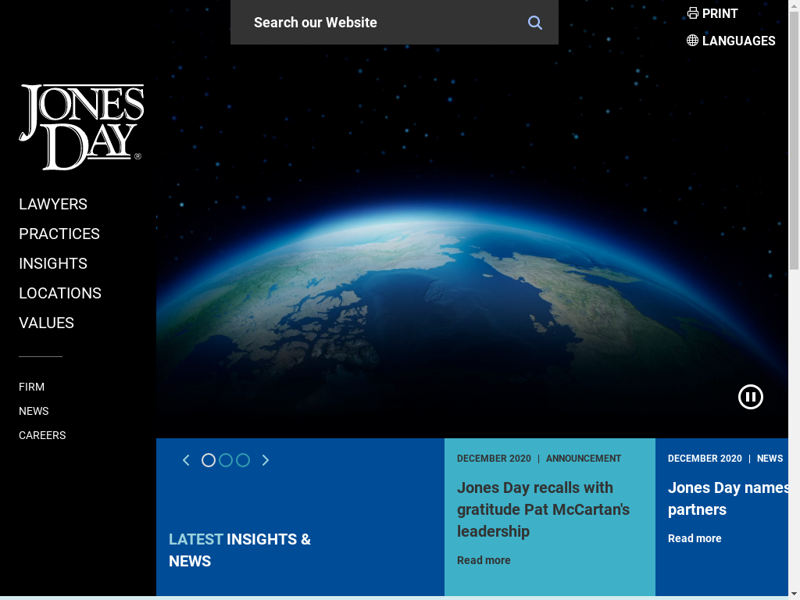 Search our Website
PRINT
LANGUAGES
JONES
DAY®
LAWYERS
PRACTICES
INSIGHTS
LOCATIONS
VALUES
FIRM
NEWS
CAREERS
LATEST INSIGHTS &
NEWS
DECEMBER 2020 | ANNOUNCEMENT
Jones Day recalls with
gratitude Pat McCartan's
leadership
Read more
DECEMBER 2020 | NEWS
Jones Day names
partners
Read more